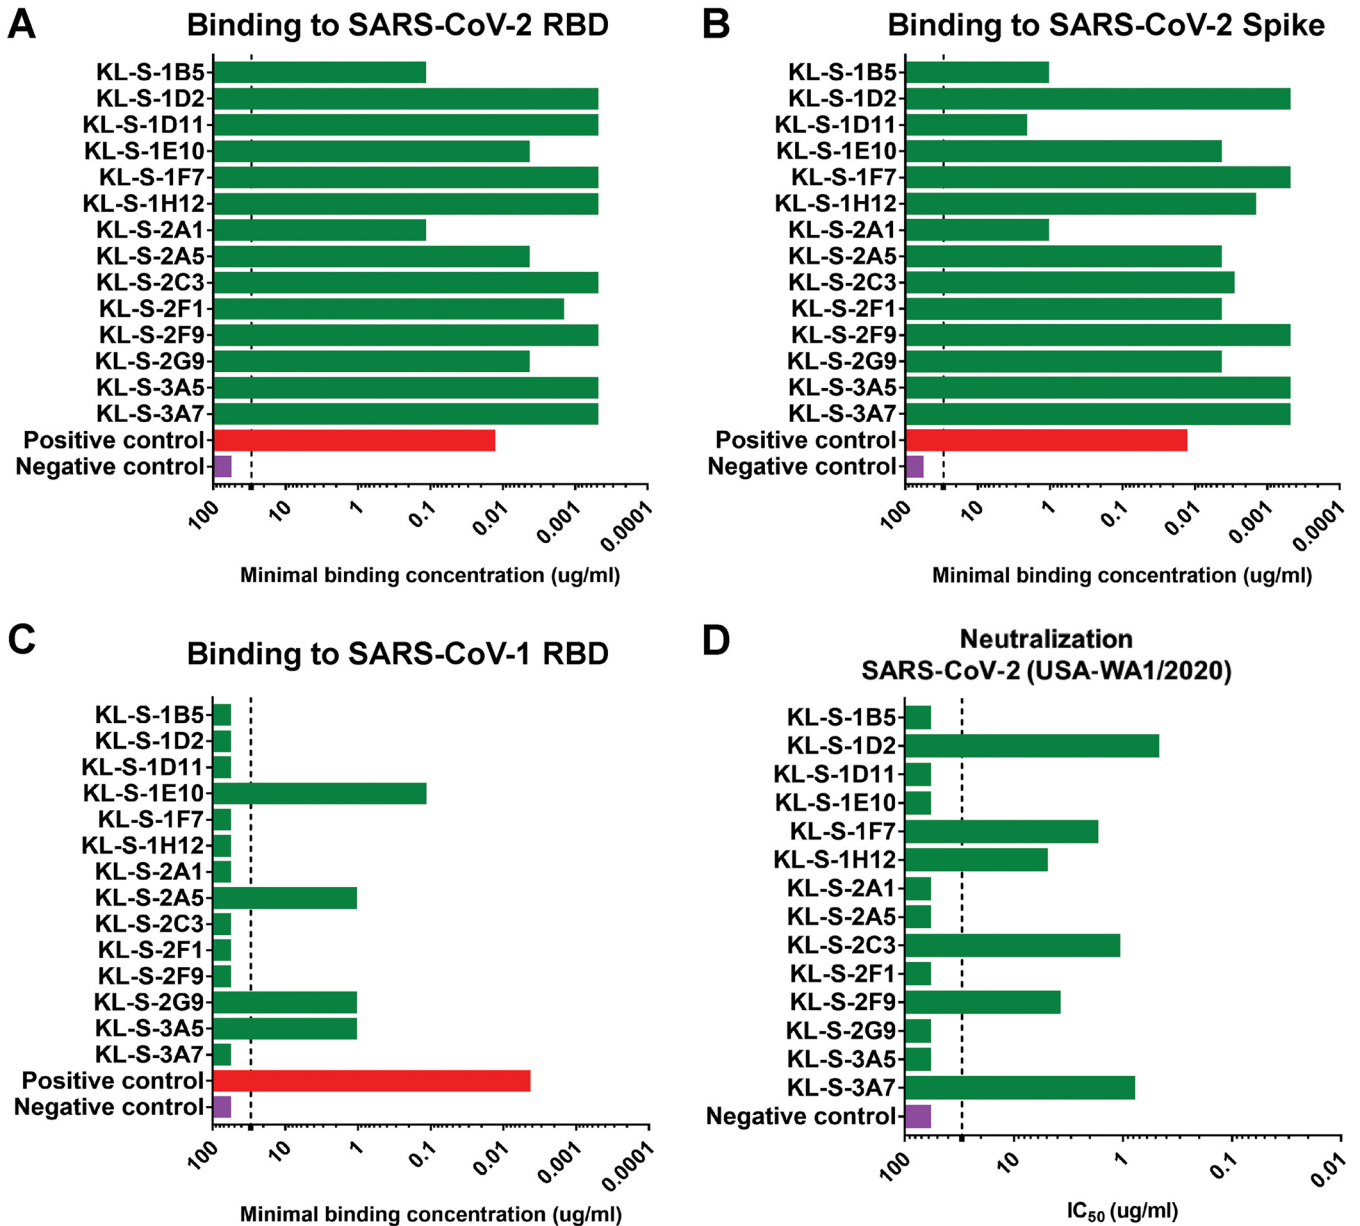 A
Binding to SARS-CoV-2 RBD
KL-S-1B5
KL-S-1D2
KL-S-1D11
KL-S-1E10
KL-S-1F7
KL-S-1H12
KL-S-2A1
KL-S-2A5
KL-S-2C3
KL-S-2F1
KL-S-2F9
KL-S-2G9
KL-S-3A5
KL-S-3A7
Positive control
Negative control
100 10 1 0.1 0.01 0.001 0.0001
Minimal binding concentration (ug/ml)
B
Binding to SARS-CoV-2 Spike
KL-S-1B5
KL-S-1D2
KL-S-1D11
KL-S-1E10
KL-S-1F7
KL-S-1H12
KL-S-2A1
KL-S-2A5
KL-S-2C3
KL-S-2F1
KL-S-2F9
KL-S-2G9
KL-S-3A5
KL-S-3A7
Positive control
Negative control
100 10 1 0.1 0.01 0.001 0.0001
Minimal binding concentration (ug/ml)
C
Binding to SARS-CoV-1 RBD
KL-S-1B5
KL-S-1D2
KL-S-1D11
KL-S-1E10
KL-S-1F7
KL-S-1H12
KL-S-2A1
KL-S-2A5
KL-S-2C3
KL-S-2F1
KL-S-2F9
KL-S-2G9
KL-S-3A5
KL-S-3A7
Positive control
Negative control
100 10 1 0.1 0.01 0.001 0.0001
Minimal binding concentration (ug/ml)
D
Neutralization
SARS-CoV-2 (USA-WA1/2020)
KL-S-1B5
KL-S-1D2
KL-S-1D11
KL-S-1E10
KL-S-1F7
KL-S-1H12
KL-S-2A1
KL-S-2A5
KL-S-2C3
KL-S-2F1
KL-S-2F9
KL-S-2G9
KL-S-3A5
KL-S-3A7
Negative control
100 10 1 0.1 0.01
IC50 (ug/ml)